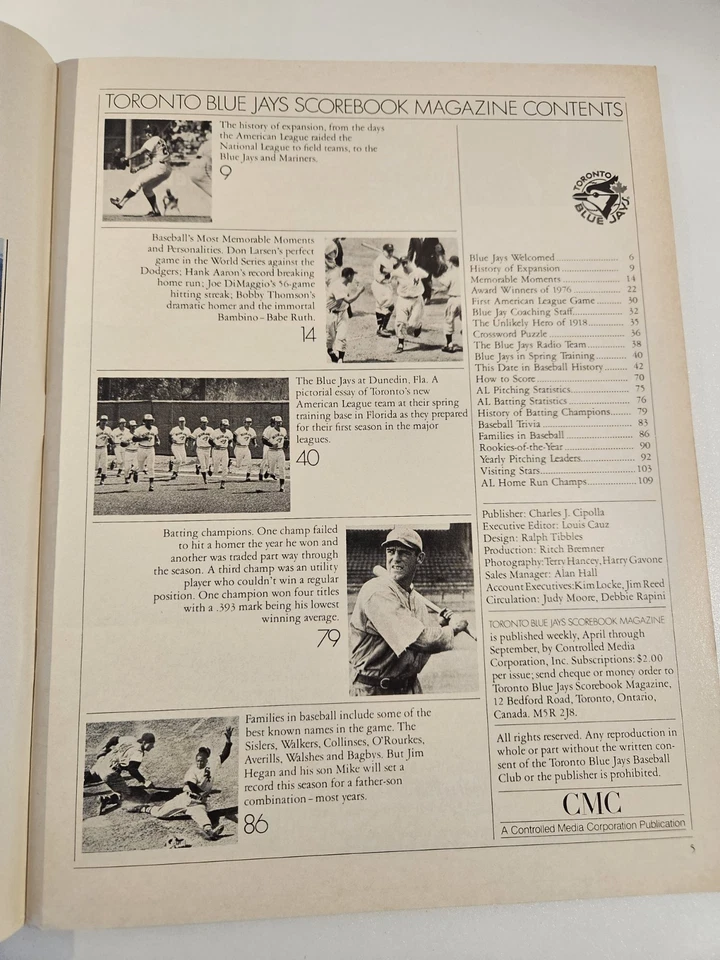 TORONTO BLUE JAYS SCOREBOOK MAGAZINE CONTENTS
The history of expansion, from the days
the American League raided the
National League to field teams, to the
Blue Jays and Mariners.
9
Baseball's Most Memorable Moments
and Personalities. Don Larsen's perfect
game in the World Series against the
Dodgers; Hank Aaron's record breaking
home run; Joe DiMaggio's 56-game
hitting streak; Bobby Thomson's
dramatic homer and the immortal
Bambino–Babe Ruth.
14
The Blue Jays at Dunedin, Fla. A
pictorial essay of Toronto's new
American League team at their spring
training base in Florida as they prepared
for their first season in the major
leagues.
40
Batting champions. One champ failed
to hit a homer the year he won and
another was traded part way through
the season. A third champ was an utility
player who couldn't win a regular
position. One champion won four titles
with a .393 mark being his lowest
winning average.
79
Families in baseball include some of the
best known names in the game. The
Sislers, Walkers, Collinses, O'Rourkes,
Averills, Walshes and Bagbys. But Jim
Hegan and his son Mike will set a
record this season for a father-son
combination – most years.
86
TORONTO
BLUE JAYS
Blue Jays Welcomed 6
History of Expansion 9
Memorable Moments 14
Award Winners of 1976 22
First American League Game 30
Blue Jay Coaching Staff 32
The Unlikely Hero of 1918 35
Crossword Puzzle 36
The Blue Jays Radio Team 38
Blue Jays in Spring Training 40
This Date in Baseball History 42
How to Score 70
AL Pitching Statistics 75
AL Batting Statistics 76
History of Batting Champions 79
Baseball Trivia 83
Families in Baseball 86
Rookies-of-the-Year 90
Yearly Pitching Leaders 92
Visiting Stars 103
AL Home Run Champs 109
Publisher: Charles J. Cipolla
Executive Editor: Louis Cauz
Design: Ralph Tibbles
Production: Ritch Bremner
Photography: Terry Hancey, Harry Gavone
Sales Manager: Alan Hall
Account Executives: Kim Locke, Jim Reed
Circulation: Judy Moore, Debbie Rapini
TORONTO BLUE JAYS SCOREBOOK MAGAZINE
is published weekly, April through
September, by Controlled Media
Corporation, Inc. Subscriptions: $2.00
per issue; send cheque or money order to
Toronto Blue Jays Scorebook Magazine,
12 Bedford Road, Toronto, Ontario,
Canada. M5R 2J8.
All rights reserved. Any reproduction in
whole or part without the written con-
sent of the Toronto Blue Jays Baseball
Club or the publisher is prohibited.
CMC
A Controlled Media Corporation Publication
5